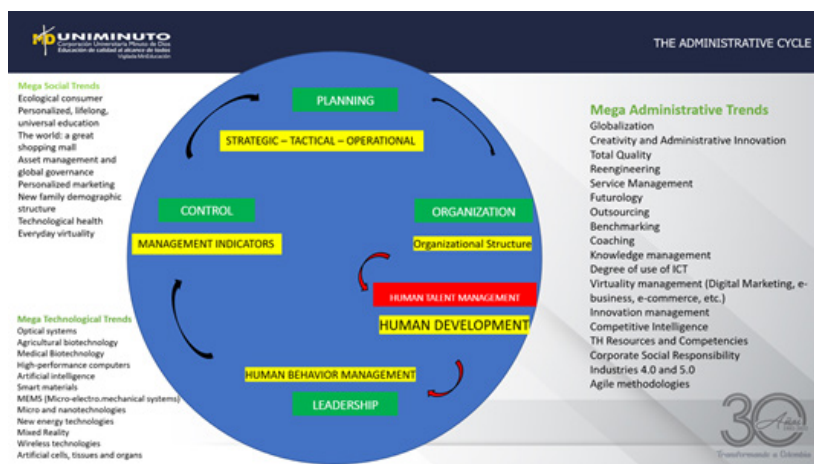 UNIMINUTO
Corporación Universitaria Minuto de Dios
Educación de calidad al alcance de todos
Vigilada MinEducación
THE ADMINISTRATIVE CYCLE
Mega Social Trends
Ecological consumer
Personalized, lifelong,
universal education
The world: a great
shopping mall
Asset management and
global governance
Personalized marketing
New family demographic
structure
Technological health
Everyday virtuality
Mega Technological Trends
Optical systems
Agricultural biotechnology
Medical Biotechnology
High-performance computers
Artificial intelligence
Smart materials
MEMS (Micro-electro.mechanical systems)
Micro and nanotechnologies
New energy technologies
Mixed Reality
Wireless technologies
Artificial cells, tissues and organs
PLANNING
STRATEGIC – TACTICAL – OPERATIONAL
CONTROL
MANAGEMENT INDICATORS
ORGANIZATION
Organizational Structure
HUMAN TALENT MANAGEMENT
HUMAN DEVELOPMENT
HUMAN BEHAVIOR MANAGEMENT
LEADERSHIP
Mega Administrative Trends
Globalization
Creativity and Administrative Innovation
Total Quality
Reengineering
Service Management
Futurology
Outsourcing
Benchmarking
Coaching
Knowledge management
Degree of use of ICT
Virtuality management (Digital Marketing, e-
business, e-commerce, etc.)
Innovation management
Competitive Intelligence
TH Resources and Competencies
Corporate Social Responsibility
Industries 4.0 and 5.0
Agile methodologies
30 Años
Transformando a Colombia